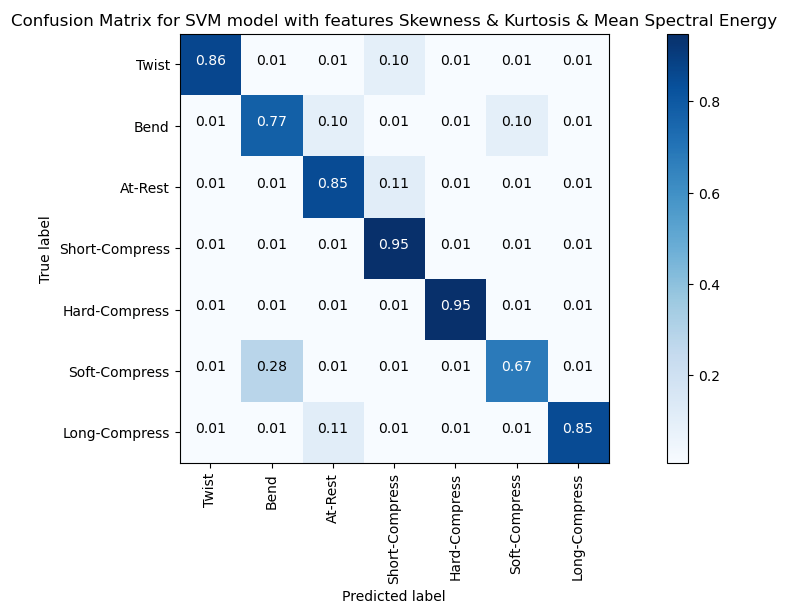 Confusion Matrix for SVM model with features Skewness & Kurtosis & Mean Spectral Energy
True label
Twist 0.86 0.01 0.01 0.10 0.01 0.01 0.01
Bend 0.01 0.77 0.10 0.01 0.01 0.10 0.01
At-Rest 0.01 0.01 0.85 0.11 0.01 0.01 0.01
Short-Compress 0.01 0.01 0.01 0.95 0.01 0.01 0.01
Hard-Compress 0.01 0.01 0.01 0.01 0.95 0.01 0.01
Soft-Compress 0.01 0.28 0.01 0.01 0.01 0.67 0.01
Long-Compress 0.01 0.01 0.11 0.01 0.01 0.01 0.85
Twist
Bend
At-Rest
Short-Compress
Hard-Compress
Soft-Compress
Long-Compress
Predicted label
0.8
0.6
0.4
0.2